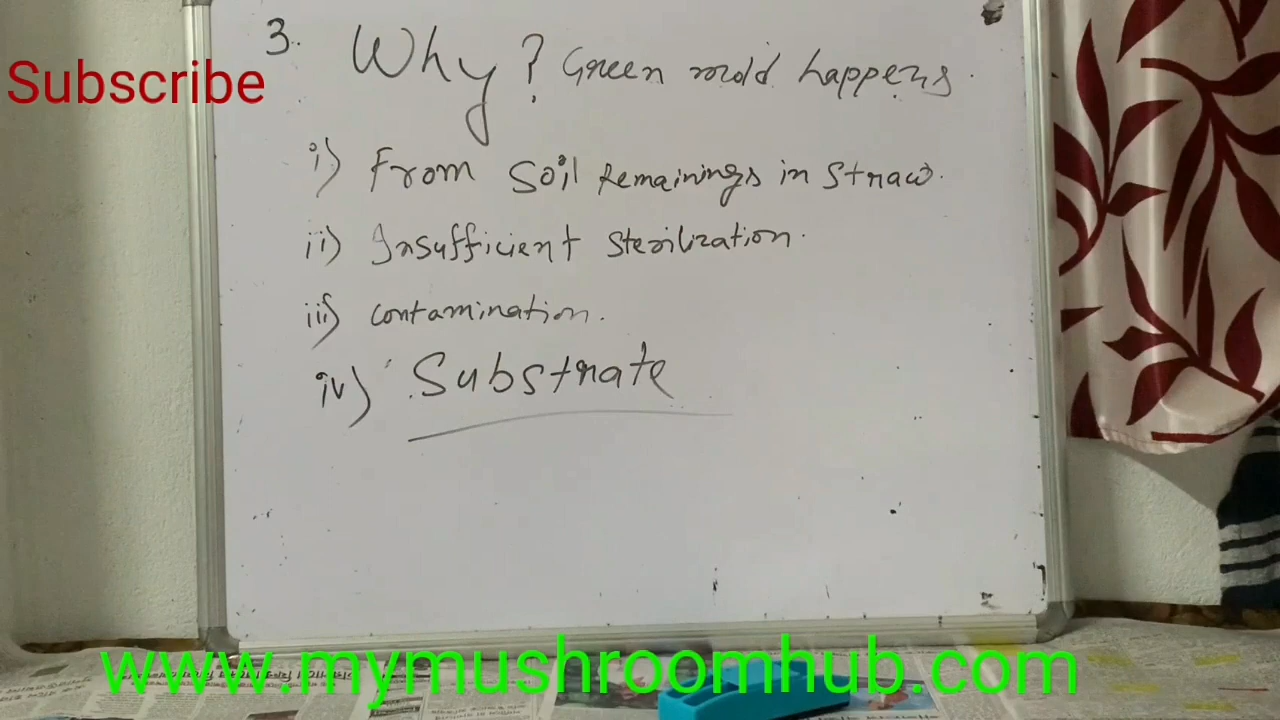 3.
Why? Green mold happens.
Subscribe
i) From Soil Remainings in Straw.
ii) Insufficient Sterilization.
iii) contamination.
iv) Substrate
www.mymushroomhub.com